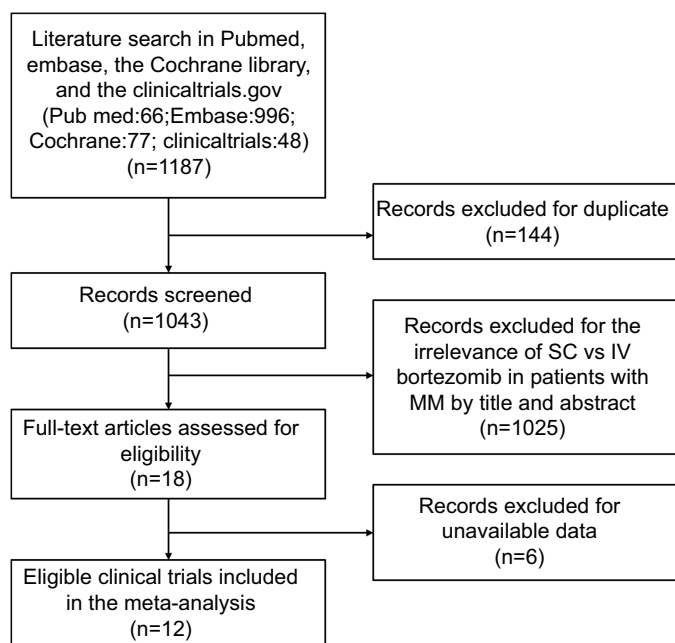 Literature search in Pubmed,
embase, the Cochrane library,
and the clinicaltrials.gov
(Pub med:66;Embase:996;
Cochrane:77; clinicaltrials:48)
(n=1187)
Records excluded for duplicate
(n=144)
Records screened
(n=1043)
Records excluded for the
irrelevance of SC vs IV
bortezomib in patients with
MM by title and abstract
(n=1025)
Full-text articles assessed for
eligibility
(n=18)
Records excluded for
unavailable data
(n=6)
Eligible clinical trials included
in the meta-analysis
(n=12)